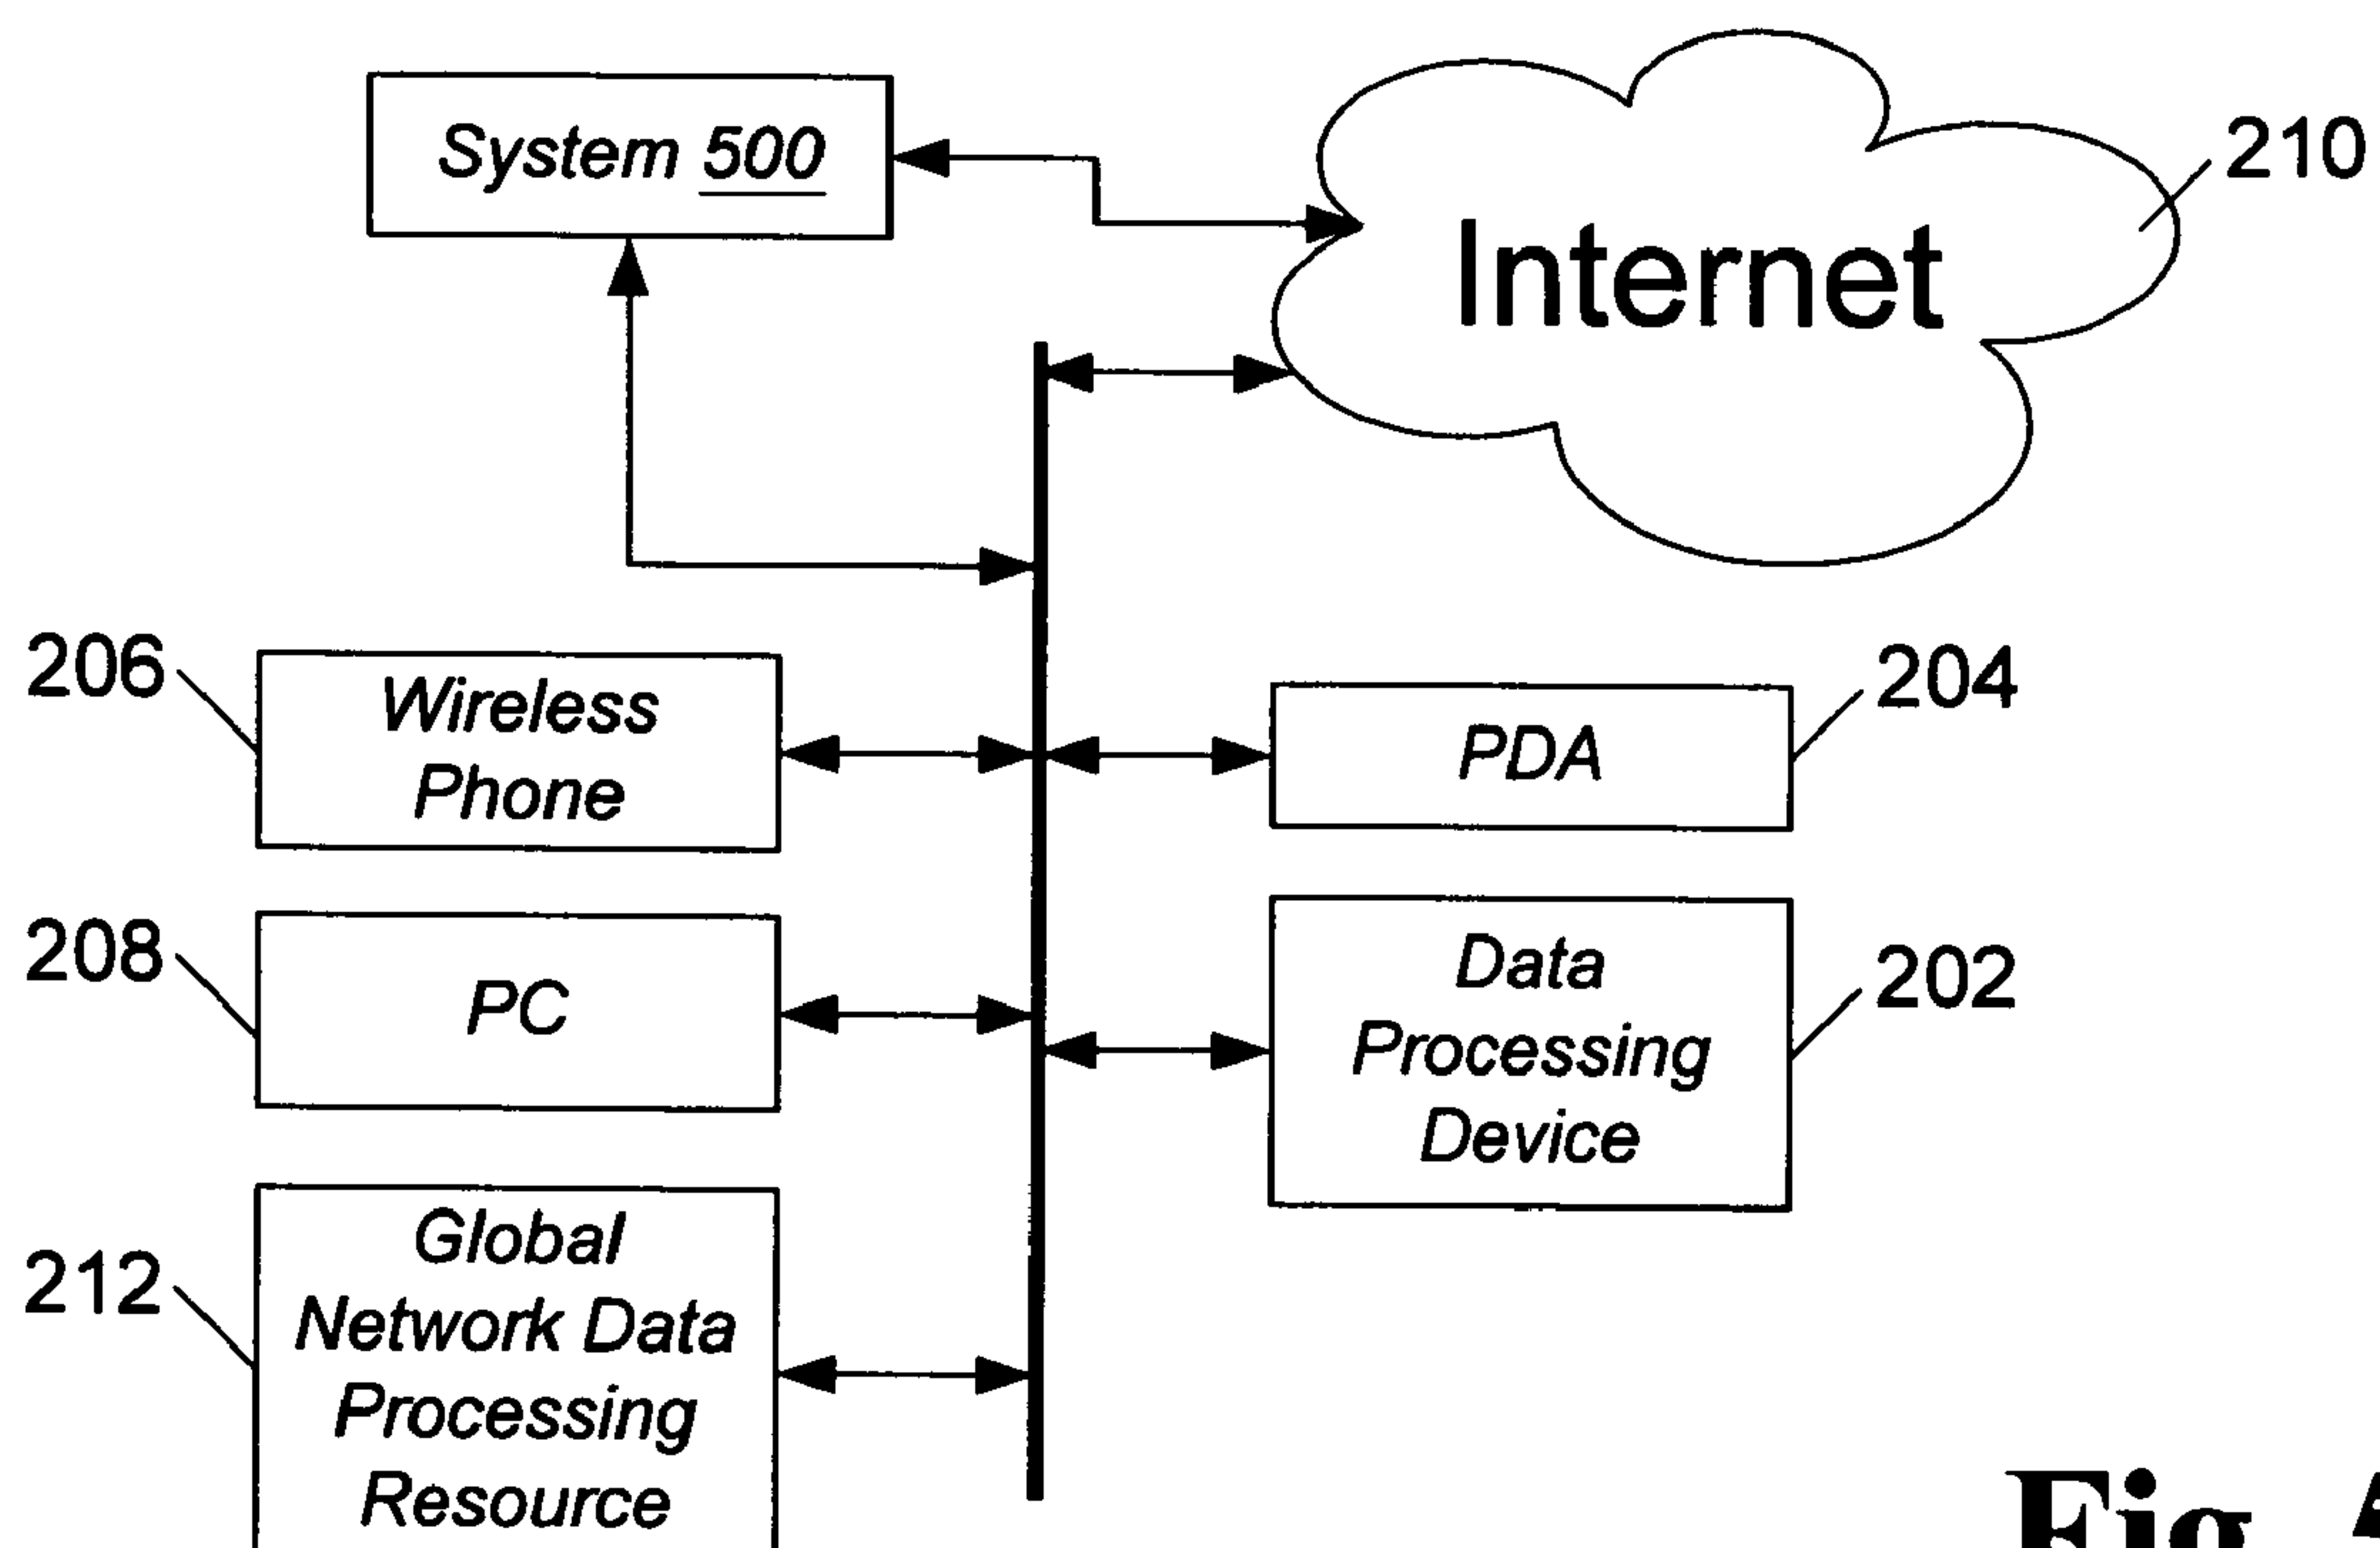 System 500
210
Internet
206
Wireless
Phone
204
PDA
208
PC
202
Data
Processing
Device
212
Global
Network Data
Processing
Resource
Fig.